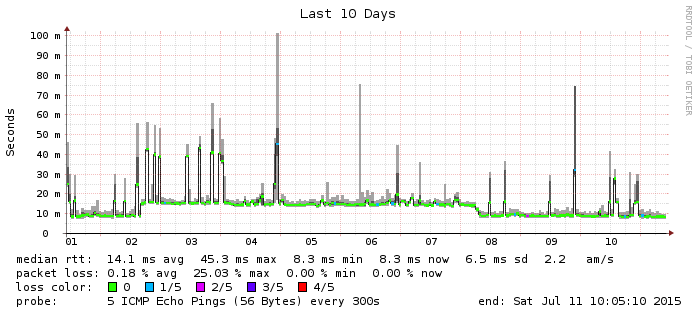 Last 10 Days
RRDTOOL / TOBI OETIKER
Seconds
100 m
90 m
80 m
70 m
60 m
50 m
40 m
30 m
20 m
10 m
0
01 02 03 04 05 06 07 08 09 10
median rtt: 14.1 ms avg 45.3 ms max 8.3 ms min 8.3 ms now 6.5 ms sd 2.2 am/s
packet loss: 0.18 % avg 25.03 % max 0.00 % min 0.00 % now
loss color: 0 1/5 2/5 3/5 4/5
probe: 5 ICMP Echo Pings (56 Bytes) every 300s end: Sat Jul 11 10:05:10 2015